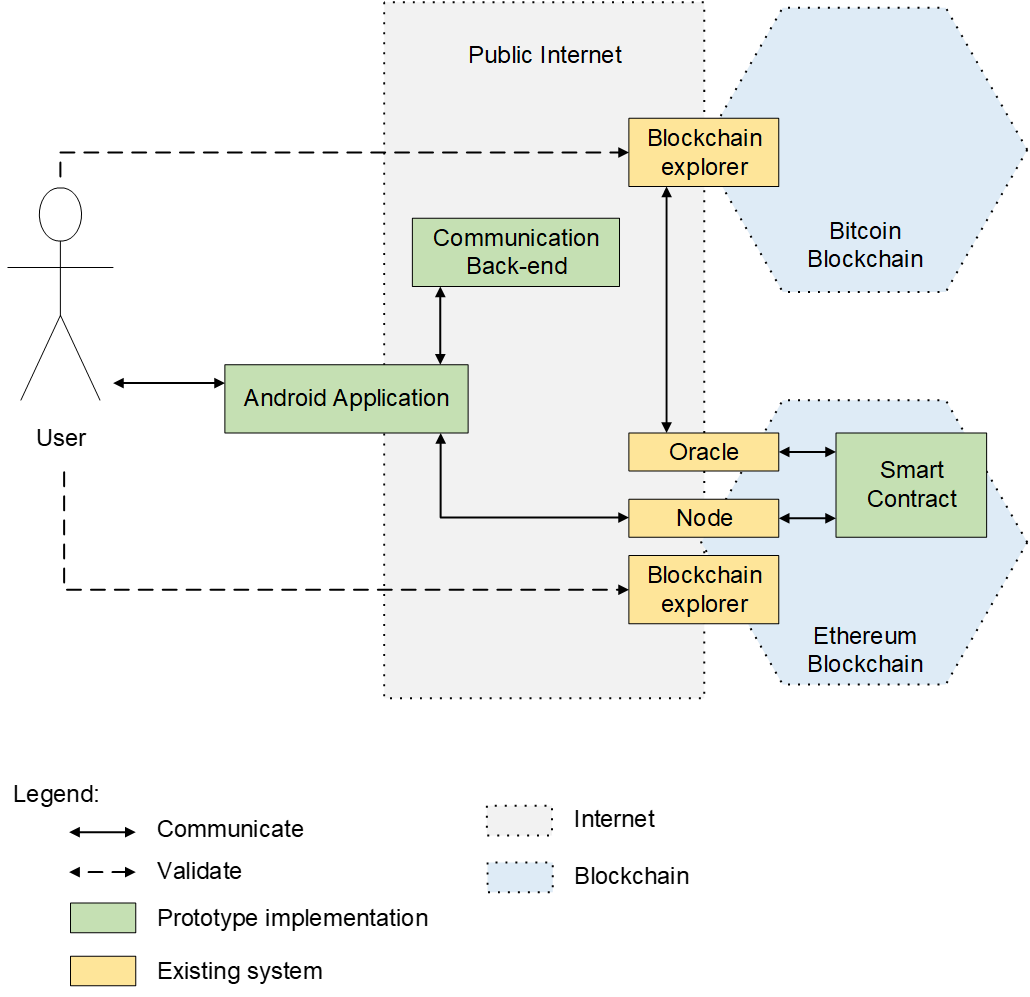 Public Internet
Blockchain
explorer
Bitcoin
Blockchain
Communication
Back-end
Android Application
User
Oracle
Smart
Contract
Node
Blockchain
explorer
Ethereum
Blockchain
Legend:
Communicate
Validate
Prototype implementation
Existing system
Internet
Blockchain